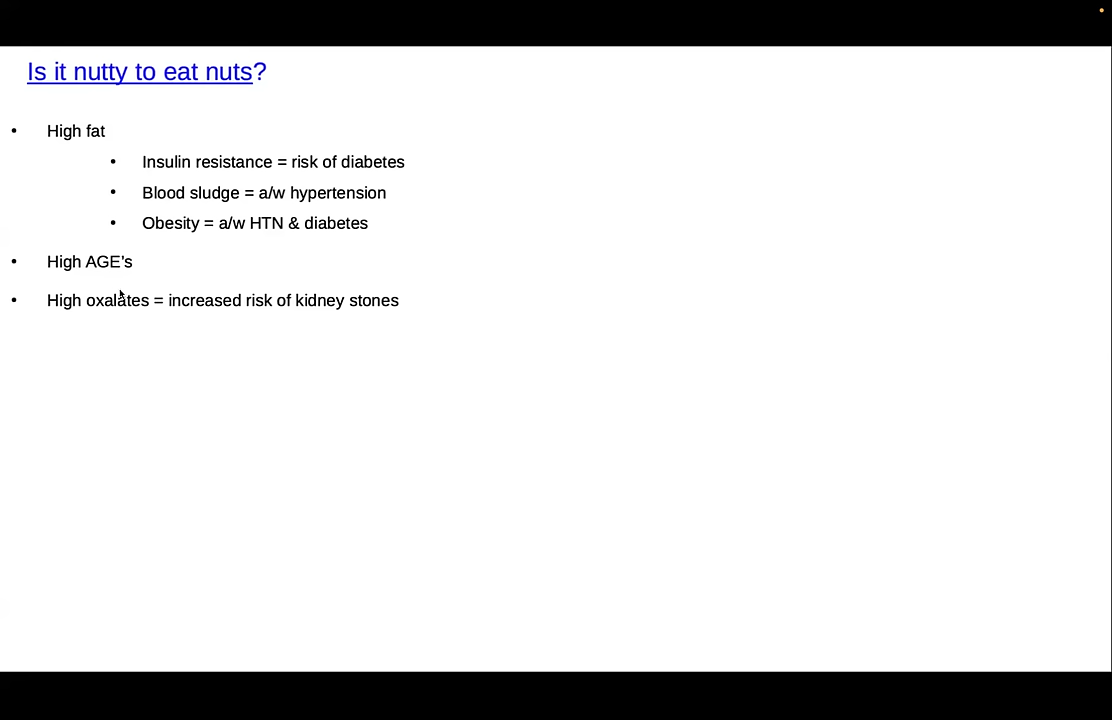 Is it nutty to eat nuts?
• High fat
• Insulin resistance = risk of diabetes
• Blood sludge = a/w hypertension
• Obesity = a/w HTN & diabetes
• High AGE's
• High oxalates = increased risk of kidney stones